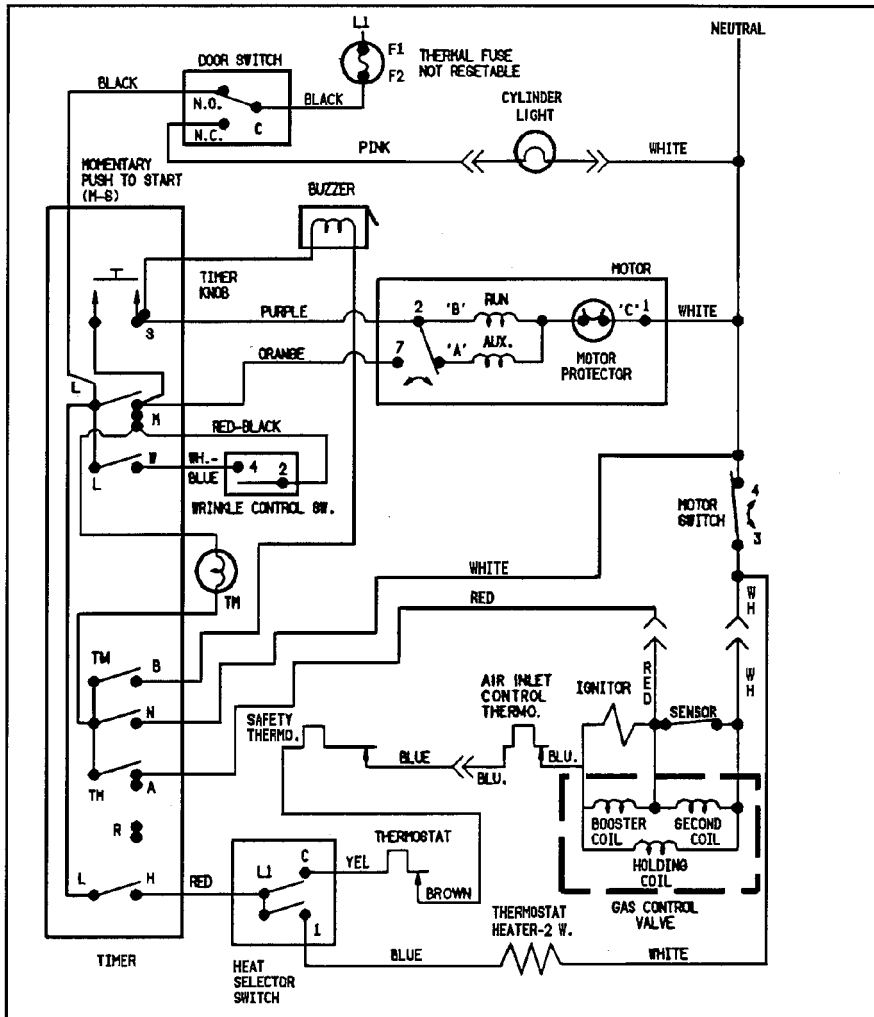 L1
NEUTRAL
F1
THERMAL FUSE
NOT RESETABLE
F2
DOOR SWITCH
BLACK
N.O.
BLACK
C
N.C.
CYLINDER
LIGHT
PINK
WHITE
MOMENTARY
PUSH TO START
(M-S)
BUZZER
TIMER
KNOB
MOTOR
S
PURPLE
2
'B'
RUN
'C'
1
WHITE
ORANGE
7
'A'
AUX.
MOTOR
PROTECTOR
L
M
RED-BLACK
W
WH.-
BLUE
4
2
L
WRINKLE CONTROL SW.
4
MOTOR
SWITCH
3
TM
WHITE
RED
WH
TM
B
N
RED
WH
AIR INLET
CONTROL
THERMO.
IGNITOR
SENSOR
SAFETY
THERMO.
BLUE
BLU.
BLU.
TM
A
BOOSTER
COIL
SECOND
COIL
R
HOLDING
COIL
THERMOSTAT
C
YEL
L1
BROWN
L
H
RED
GAS CONTROL
VALVE
1
THERMOSTAT
HEATER-2 W.
BLUE
WHITE
TIMER
HEAT
SELECTOR
SWITCH